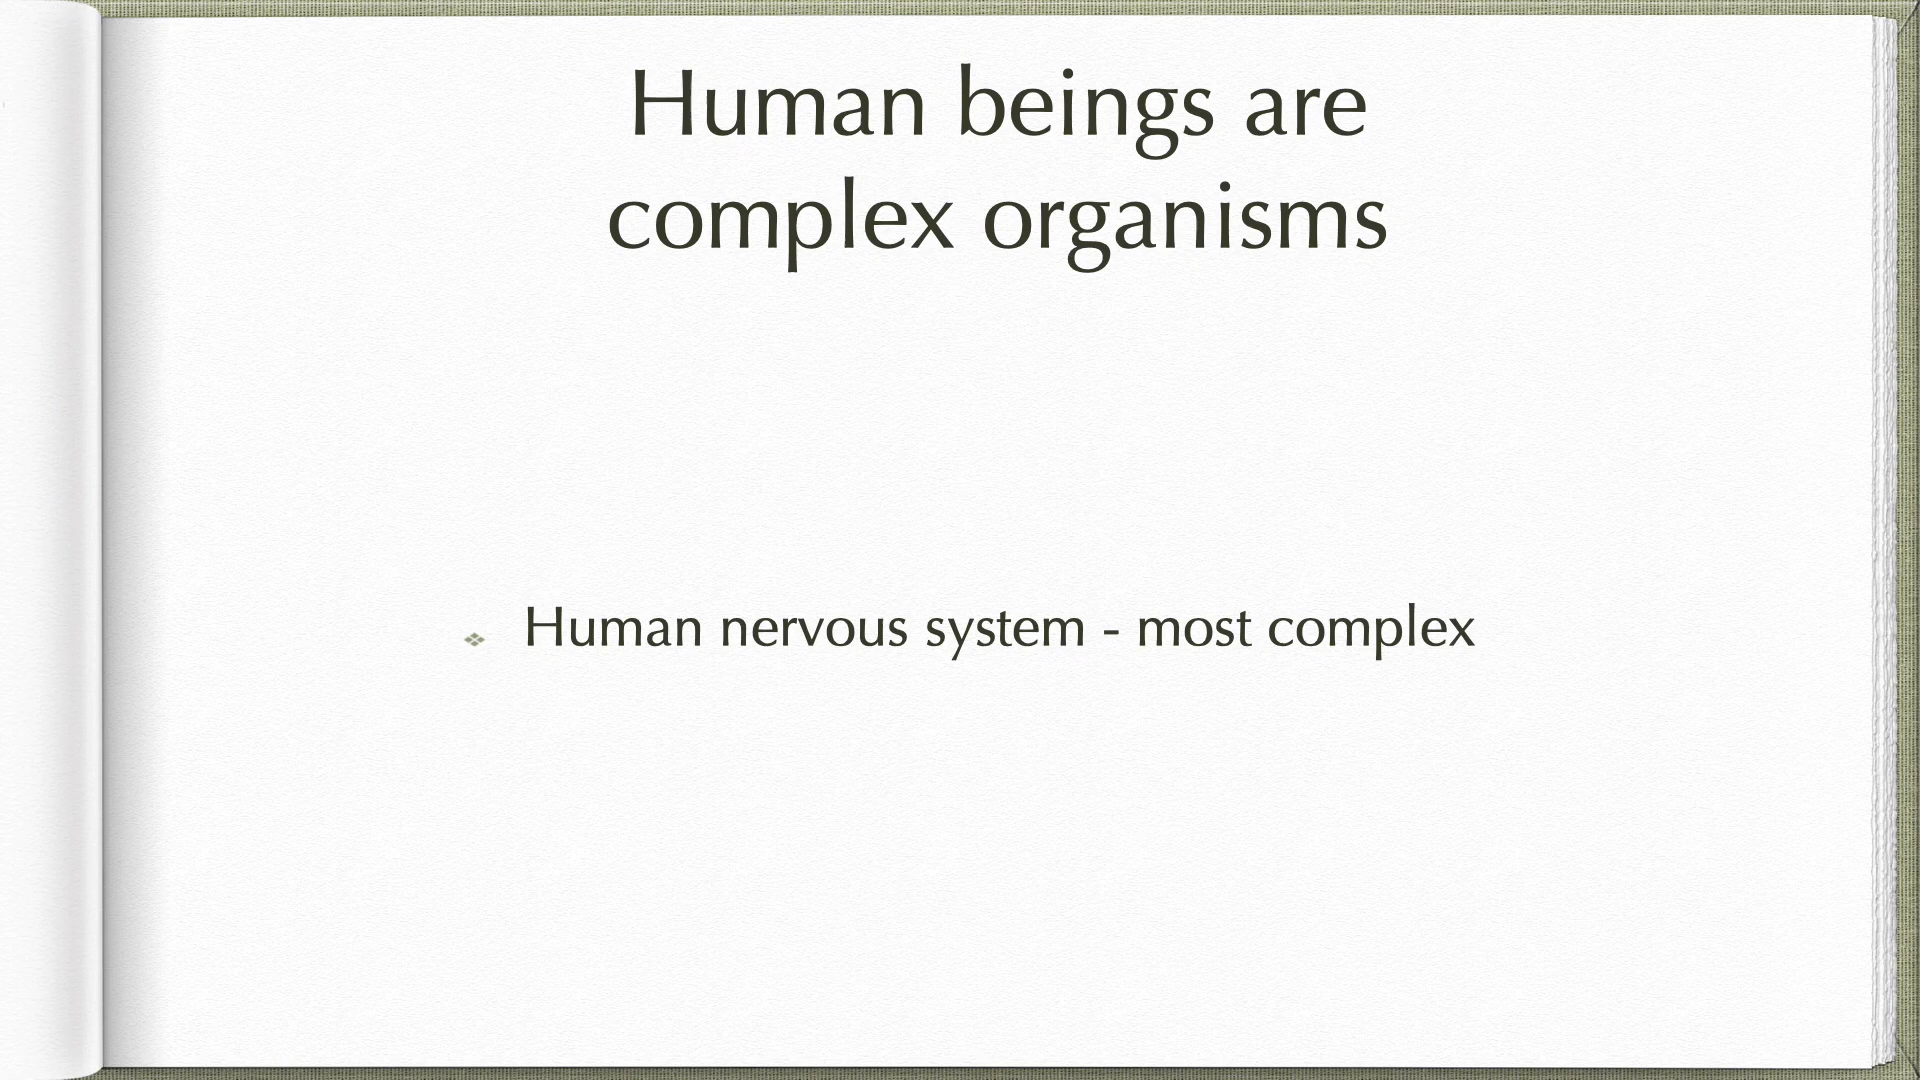 Human beings are
complex organisms
Human nervous system - most complex